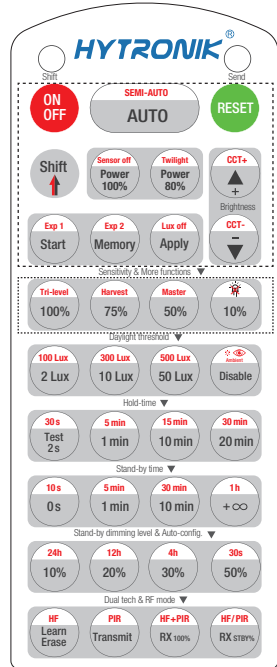 HYTRONIK®
Shift Send
ON
OFF
SEMI-AUTO
AUTO
RESET
Shift
Sensor off
Power
100%
Twilight
Power
80%
CCT+
+
Brightness
CCT-
–
Exp 1
Start
Exp 2
Memory
Lux off
Apply
Sensitivity & More functions ▼
Tri-level Harvest Master
100% 75% 50% 10%
Daylight threshold ▼
100 Lux 300 Lux 500 Lux Ambient
2 Lux 10 Lux 50 Lux Disable
Hold-time ▼
30 s 5 min 15 min 30 min
Test
2 s
1 min 10 min 20 min
Stand-by time ▼
10 s 5 min 30 min 1 h
0 s 1 min 10 min +∞
Stand-by dimming level & Auto-config. ▼
24h 12h 4h 30s
10% 20% 30% 50%
Dual tech & RF mode ▼
HF PIR HF+PIR HF/PIR
Learn
Erase
Transmit RX 100% RX STBY%